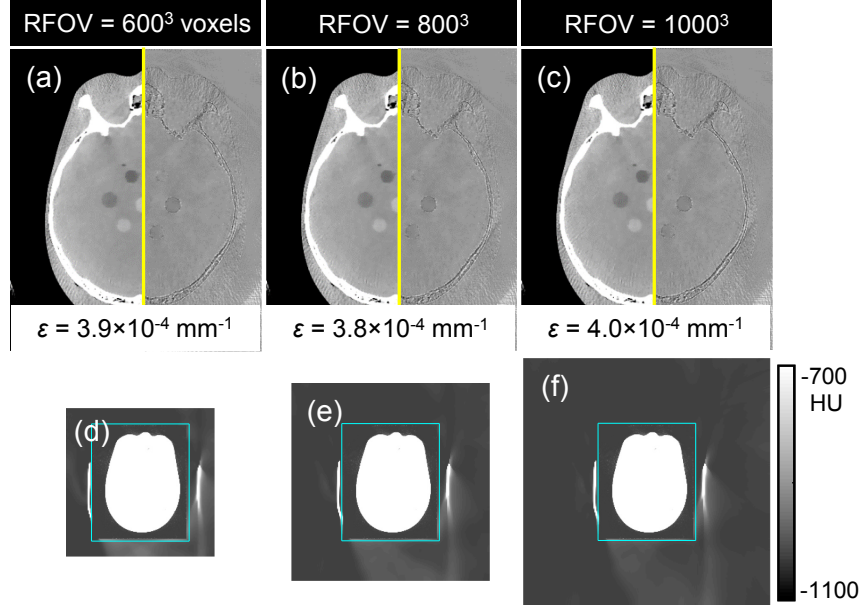 RFOV = 600³ voxels RFOV = 800³ RFOV = 1000³
(a) (b) (c)
ε = 3.9×10⁻⁴ mm⁻¹ ε = 3.8×10⁻⁴ mm⁻¹ ε = 4.0×10⁻⁴ mm⁻¹
(d) (e) (f)
-700
HU
-1100